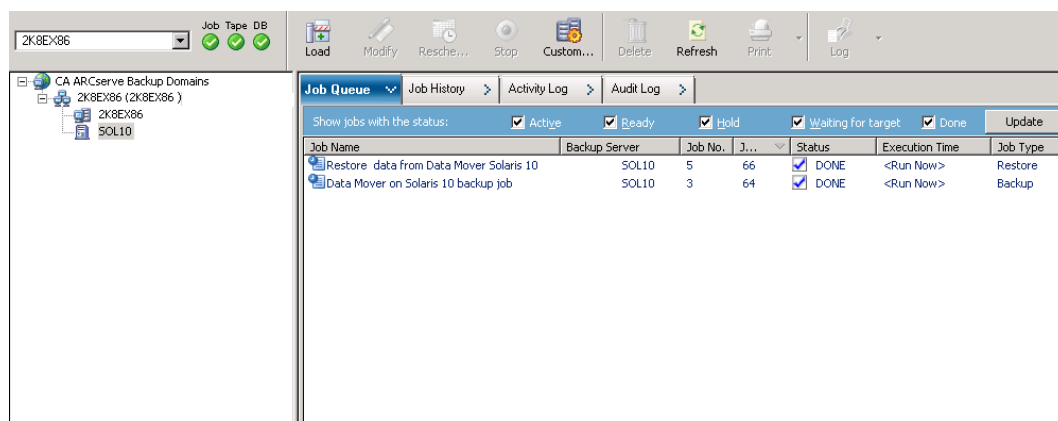 Job Tape DB
2K8EX86
Load Modify Resche... Stop Custom... Delete Refresh Print Log
CA ARCserve Backup Domains
2K8EX86 (2K8EX86 )
2K8EX86
SOL10
Job Queue Job History Activity Log Audit Log
Show jobs with the status: Active Ready Hold Waiting for target Done Update
Job Name Backup Server Job No. J... Status Execution Time Job Type
Restore data from Data Mover Solaris 10 SOL10 5 66 DONE <Run Now> Restore
Data Mover on Solaris 10 backup job SOL10 3 64 DONE <Run Now> Backup